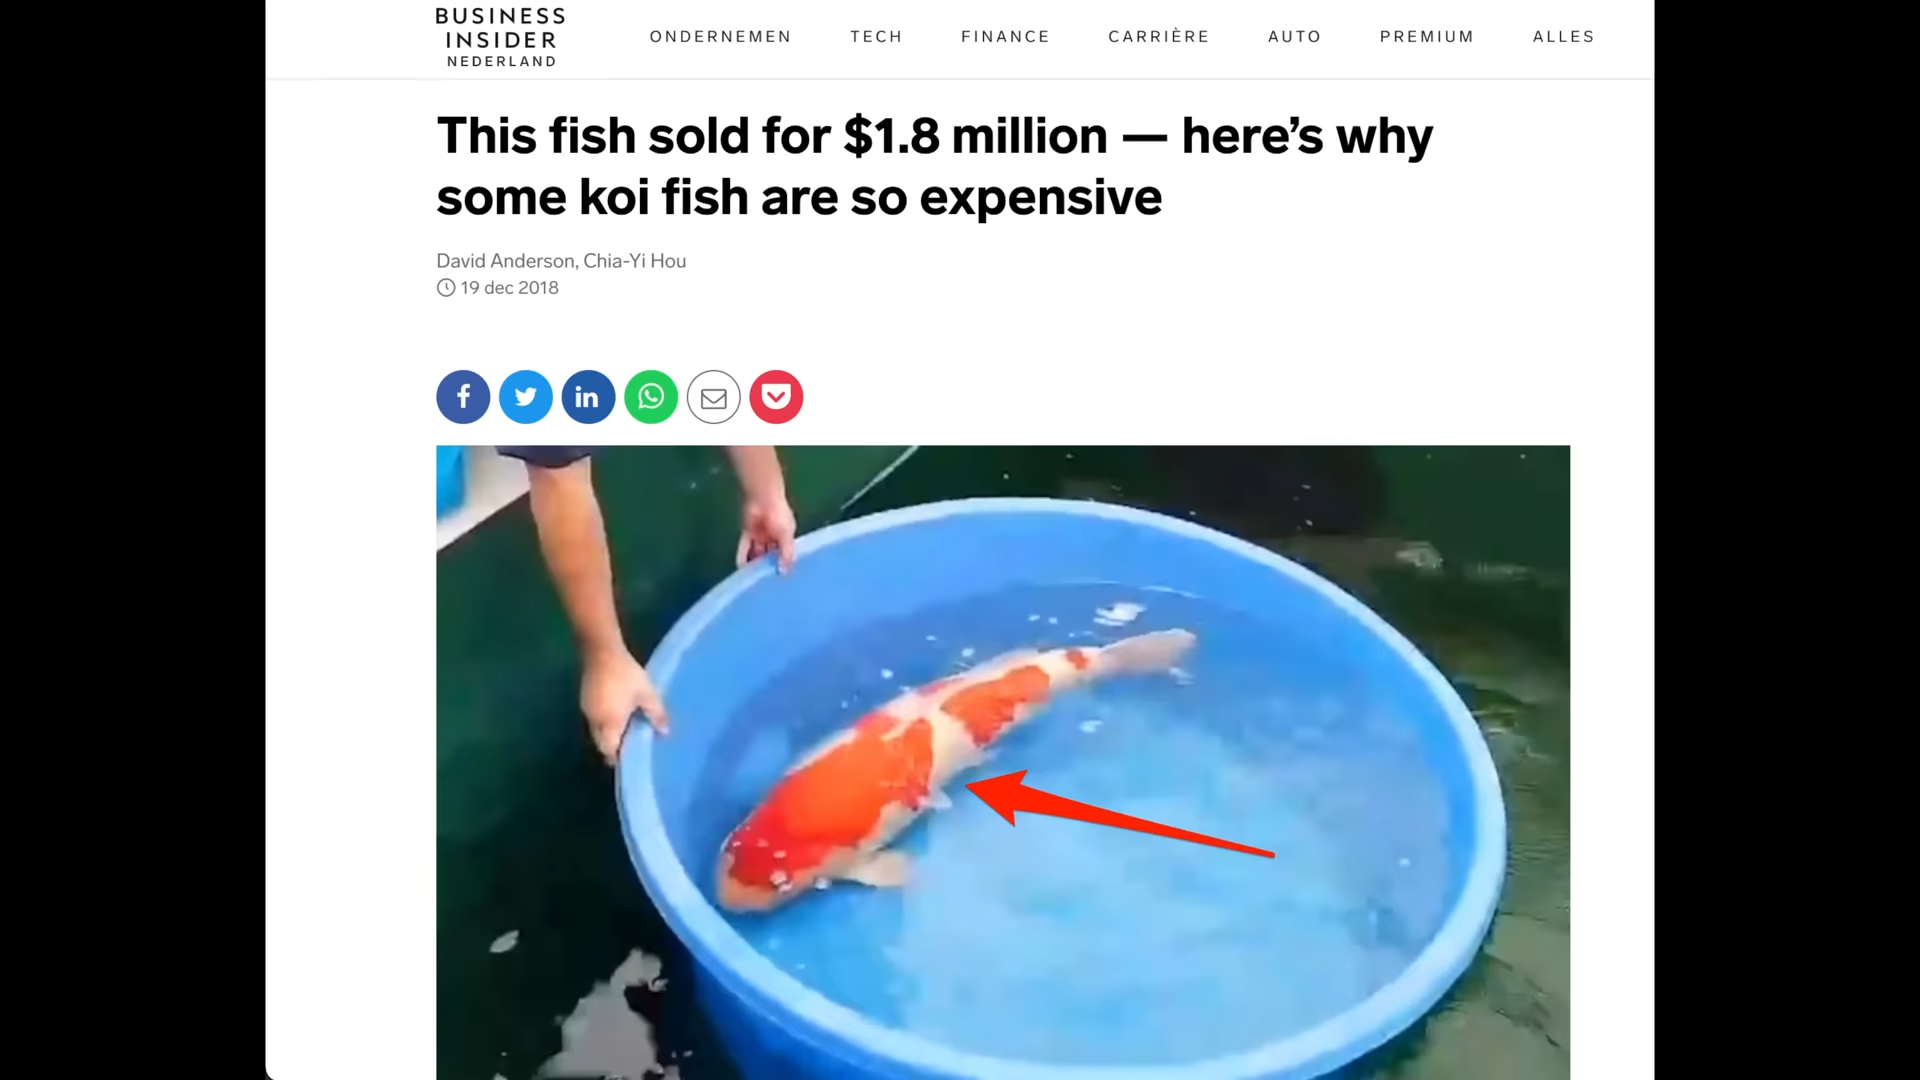 BUSINESS
INSIDER
NEDERLAND
ONDERNEMEN TECH FINANCE CARRIÈRE AUTO PREMIUM ALLES
This fish sold for $1.8 million — here’s why
some koi fish are so expensive
David Anderson, Chia-Yi Hou
19 dec 2018
f
in